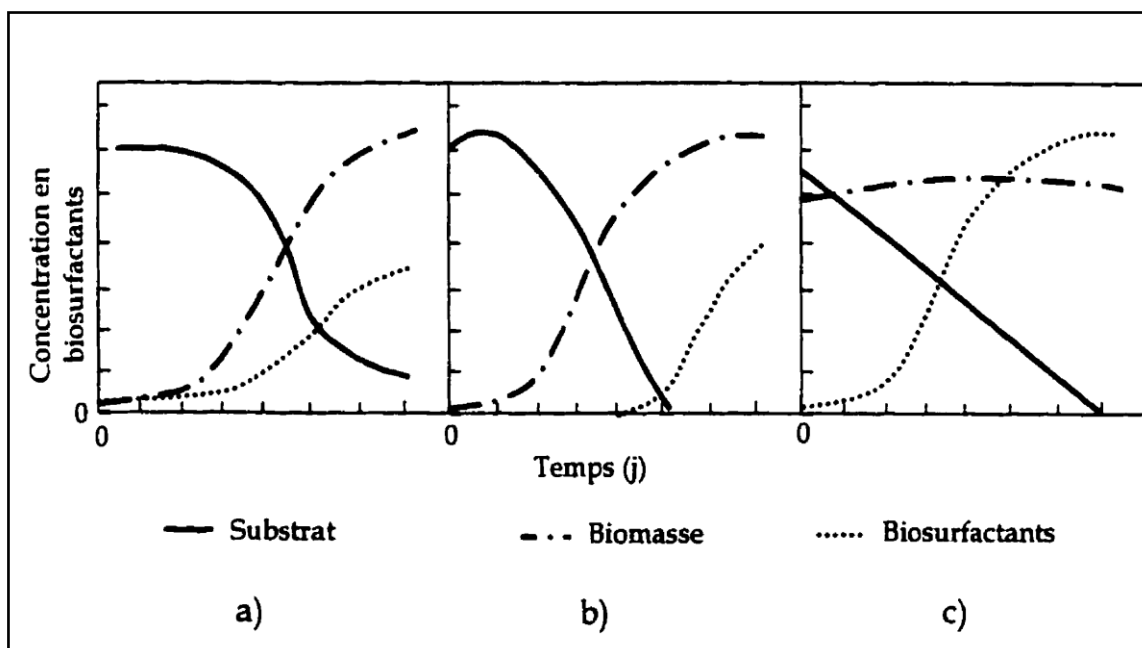 Concentration en
biosurfactants
0
0
0
0
Temps (j)
Substrat
Biomasse
Biosurfactants
a)
b)
c)